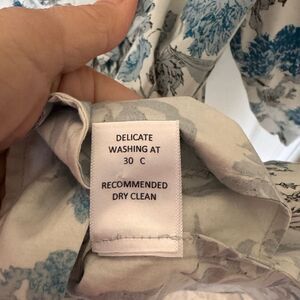 DELICATE
WASHING AT
30 C
RECOMMENDED
DRY CLEAN